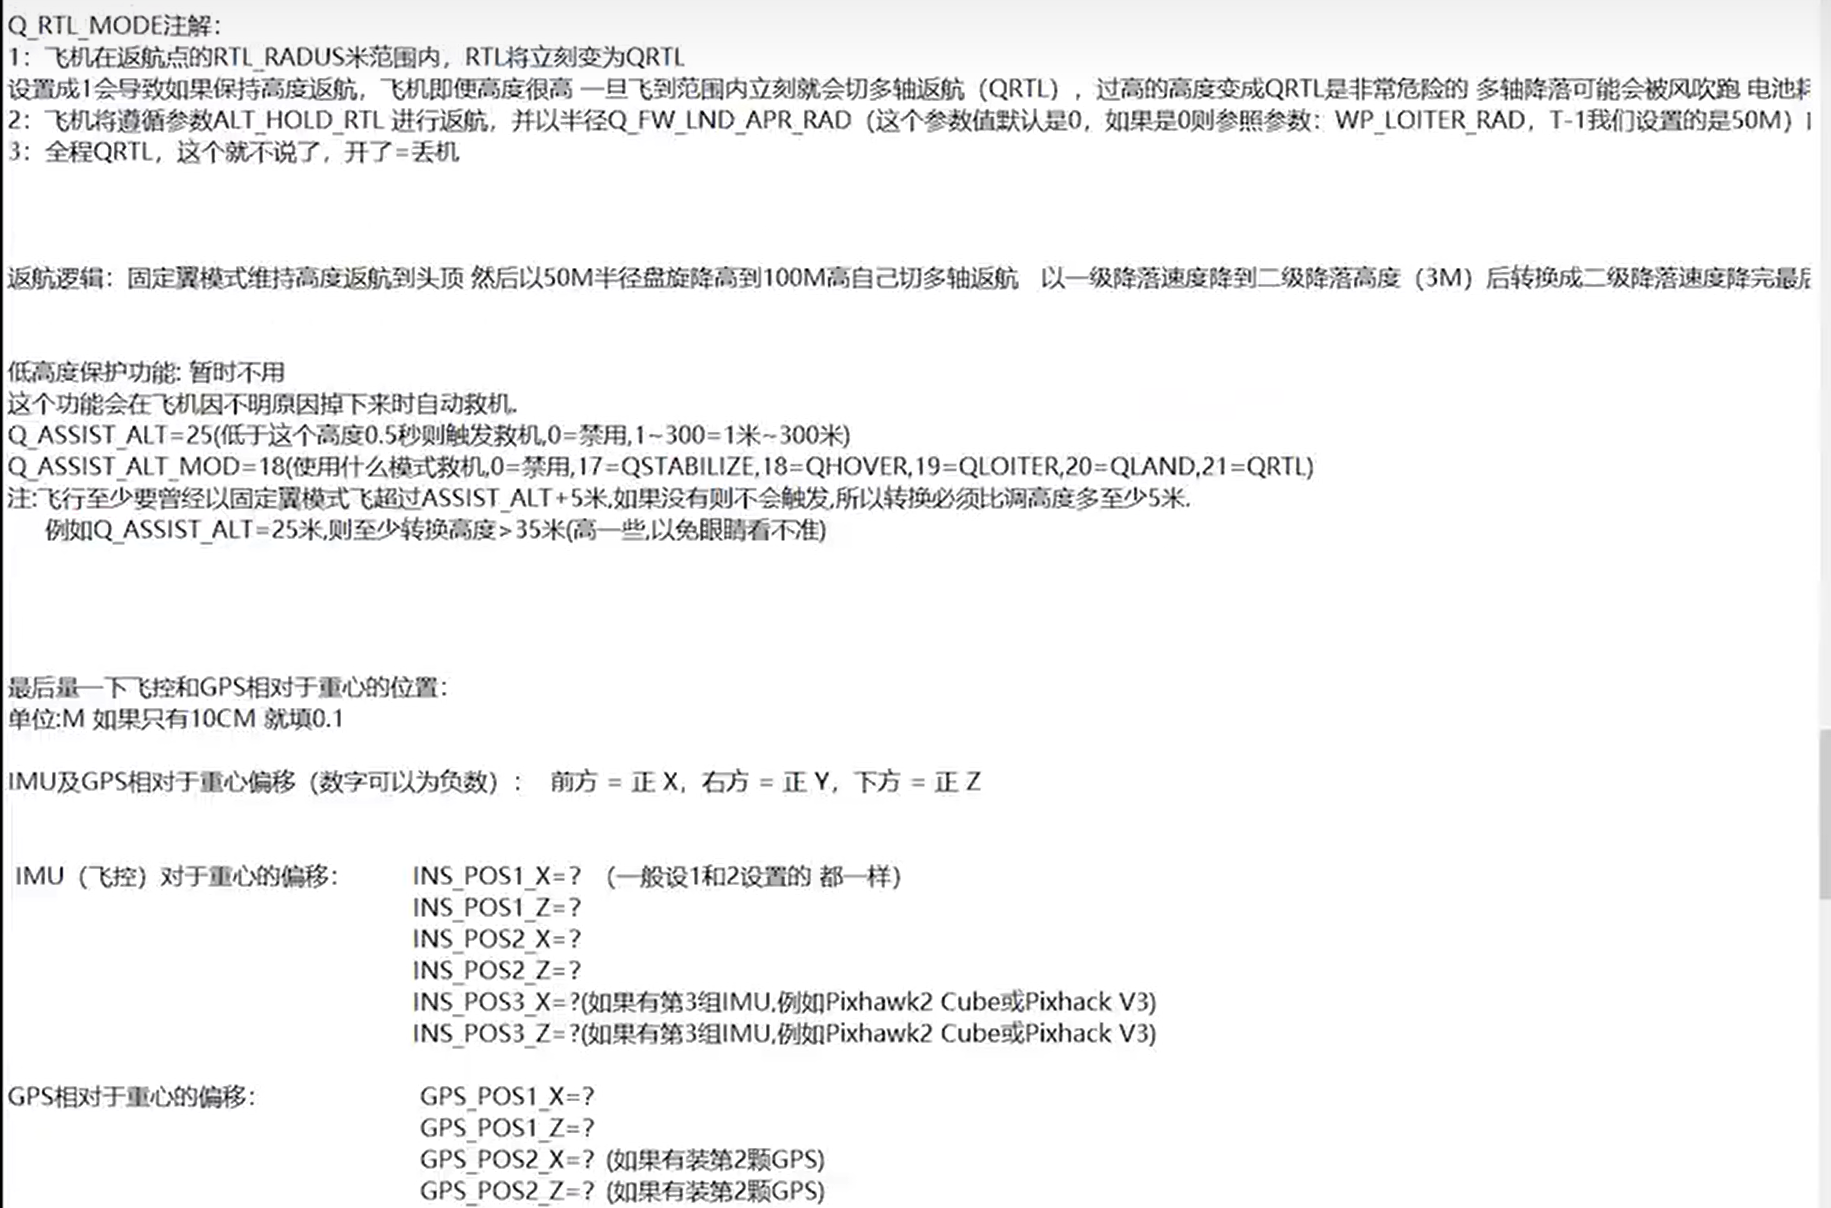 Q_RTL_MODE注解：
1：飞机在返航点的RTL_RADUS米范围内，RTL将立刻变为QRTL
设置成1会导致如果保持高度返航，飞机即便高度很高 一旦飞到范围内立刻就会切多轴返航（QRTL），过高的高度变成QRTL是非常危险的 多轴降落可能会被风吹跑 电池
2：飞机将遵循参数ALT_HOLD_RTL 进行返航，并以半径Q_FW_LND_APR_RAD（这个参数值默认是0，如果是0则参照参数：WP_LOITER_RAD，T-1我们设置的是50M）
3：全程QRTL，这个就不说了，开了=丢机
返航逻辑：固定翼模式维持高度返航到头顶 然后以50M半径盘旋降高到100M高自己切多轴返航 以一级降落速度降到二级降落高度（3M）后转换成二级降落速度降完最后
低高度保护功能: 暂时不用
这个功能会在飞机因不明原因掉下来时自动救机.
Q_ASSIST_ALT=25(低于这个高度0.5秒则触发救机,0=禁用,1~300=1米~300米)
Q_ASSIST_ALT_MOD=18(使用什么模式救机,0=禁用,17=QSTABILIZE,18=QHOVER,19=QLOITER,20=QLAND,21=QRTL)
注:飞行至少要曾经以固定翼模式飞超过ASSIST_ALT+5米,如果没有则不会触发,所以转换必须比调高度多至少5米.
例如Q_ASSIST_ALT=25米,则至少转换高度>35米(高一些,以免眼睛看不准)
最后量一下飞控和GPS相对于重心的位置：
单位:M 如果只有10CM 就填0.1
IMU及GPS相对于重心偏移（数字可以为负数）： 前方 = 正 X，右方 = 正 Y，下方 = 正 Z
IMU（飞控）对于重心的偏移： INS_POS1_X=? （一般设1和2设置的 都一样）
INS_POS1_Z=?
INS_POS2_X=?
INS_POS2_Z=?
INS_POS3_X=?(如果有第3组IMU,例如Pixhawk2 Cube或Pixhack V3)
INS_POS3_Z=?(如果有第3组IMU,例如Pixhawk2 Cube或Pixhack V3)
GPS相对于重心的偏移： GPS_POS1_X=?
GPS_POS1_Z=?
GPS_POS2_X=? (如果有装第2颗GPS)
GPS_POS2_Z=? (如果有装第2颗GPS)